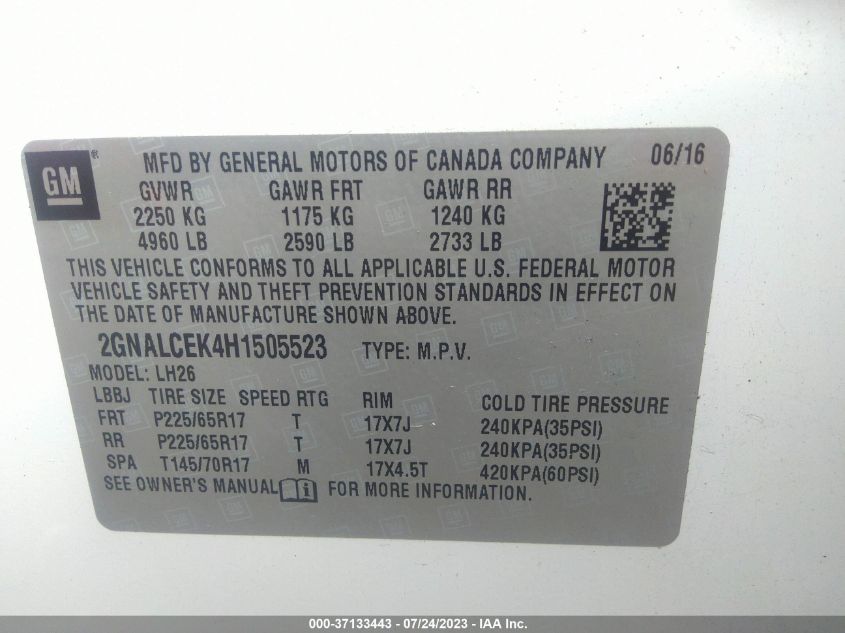 GM ® MFD BY GENERAL MOTORS OF CANADA COMPANY 06/16
GVWR GAWR FRT GAWR RR
2250 KG 1175 KG 1240 KG
4960 LB 2590 LB 2733 LB
THIS VEHICLE CONFORMS TO ALL APPLICABLE U.S. FEDERAL MOTOR
VEHICLE SAFETY AND THEFT PREVENTION STANDARDS IN EFFECT ON
THE DATE OF MANUFACTURE SHOWN ABOVE.
2GNALCEK4H1505523 TYPE: M.P.V.
MODEL: LH26
LBBJ TIRE SIZE SPEED RTG RIM COLD TIRE PRESSURE
FRT P225/65R17 T 17X7J 240KPA(35PSI)
RR P225/65R17 T 17X7J 240KPA(35PSI)
SPA T145/70R17 M 17X4.5T 420KPA(60PSI)
SEE OWNER'S MANUAL FOR MORE INFORMATION.
000-37133443 - 07/24/2023 - IAA Inc.